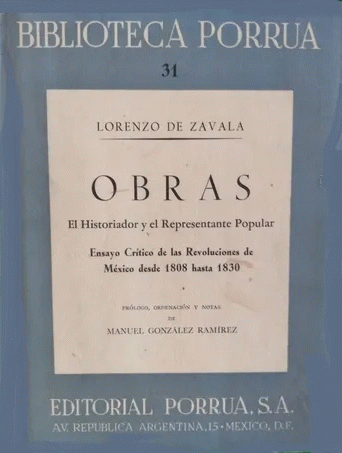 BIBLIOTECA PORRUA
31
LORENZO DE ZAVALA
OBRAS
El Historiador y el Representante Popular
Ensayo Crítico de las Revoluciones de
México desde 1808 hasta 1830
PRÓLOGO, ORDENACIÓN Y NOTAS
DE
MANUEL GONZÁLEZ RAMÍREZ
EDITORIAL PORRUA, S.A.
AV. REPUBLICA ARGENTINA, 15 • MEXICO, D.F.